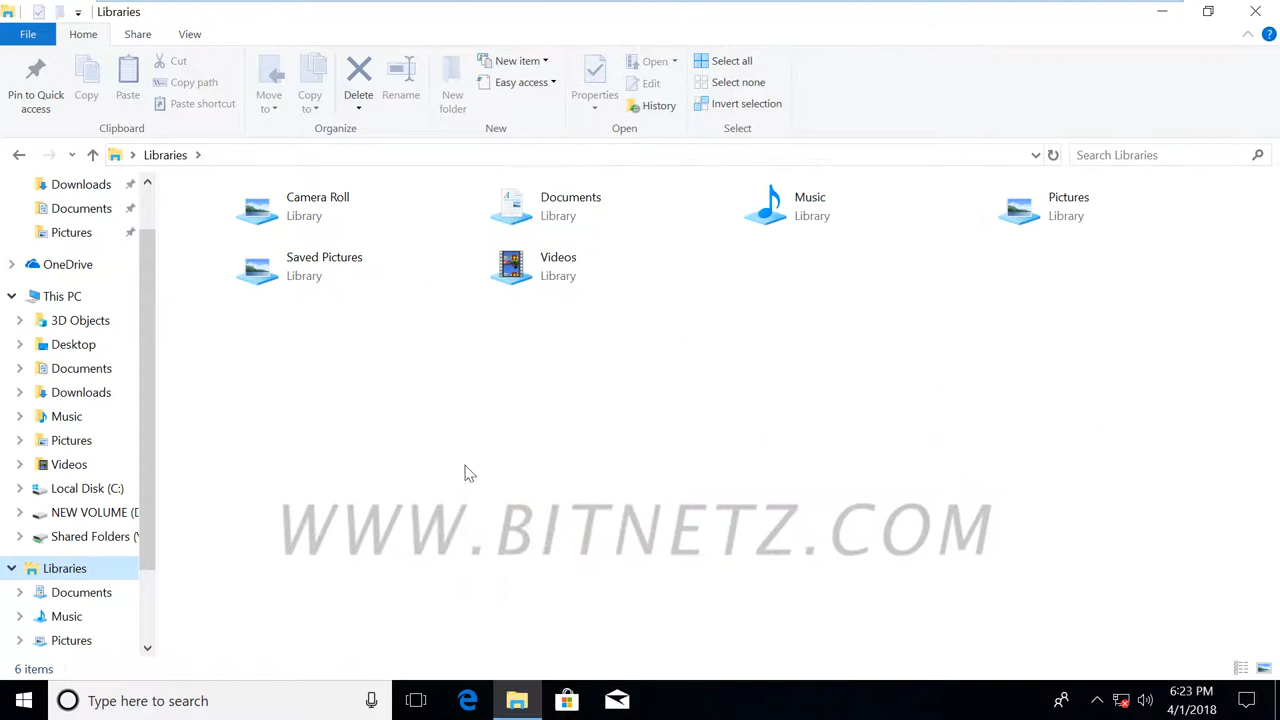 Libraries
File Home Share View
Pin to Quick access
Copy
Paste
Cut
Copy path
Paste shortcut
Clipboard
Move to
Copy to
Delete
Rename
Organize
New folder
New item
Easy access
New
Properties
Open
Edit
History
Open
Select all
Select none
Invert selection
Select
Libraries
Search Libraries
Downloads
Documents
Pictures
OneDrive
This PC
3D Objects
Desktop
Documents
Downloads
Music
Pictures
Videos
Local Disk (C:)
NEW VOLUME (D
Shared Folders (
Libraries
Documents
Music
Pictures
Camera Roll
Library
Documents
Library
Music
Library
Pictures
Library
Saved Pictures
Library
Videos
Library
WWW.BITNETZ.COM
6 items
Type here to search
6:23 PM
4/1/2018